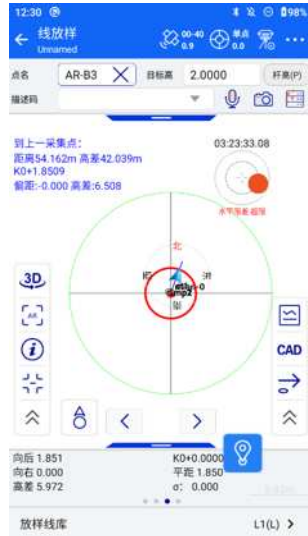 12:30 98%
线放样 00-40 单点
Unnamed 0.9 0.0
点名 AR-B3 目标高 2.0000 杆高(P)
描述码
到上一采集点: 03:23:33.08
距离54.162m 高差42.039m
K0+1.8509
偏距:-0.000 高差:6.508
水平泡差:超限
北
3D
AR
CAD
向后 1.851 K0+0.0000
向右 0.000 平距 1.850
高差 5.972 σ: 0.000
放样线库 L1(L)